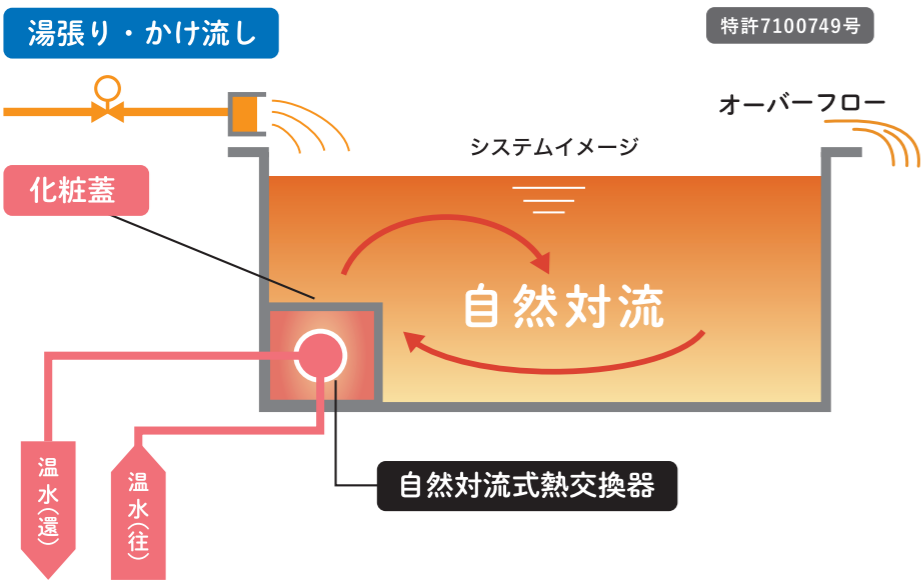 湯張り・かけ流し
特許7100749号
オーバーフロー
システムイメージ
化粧蓋
自然対流
温水(還)
温水(往)
自然対流式熱交換器